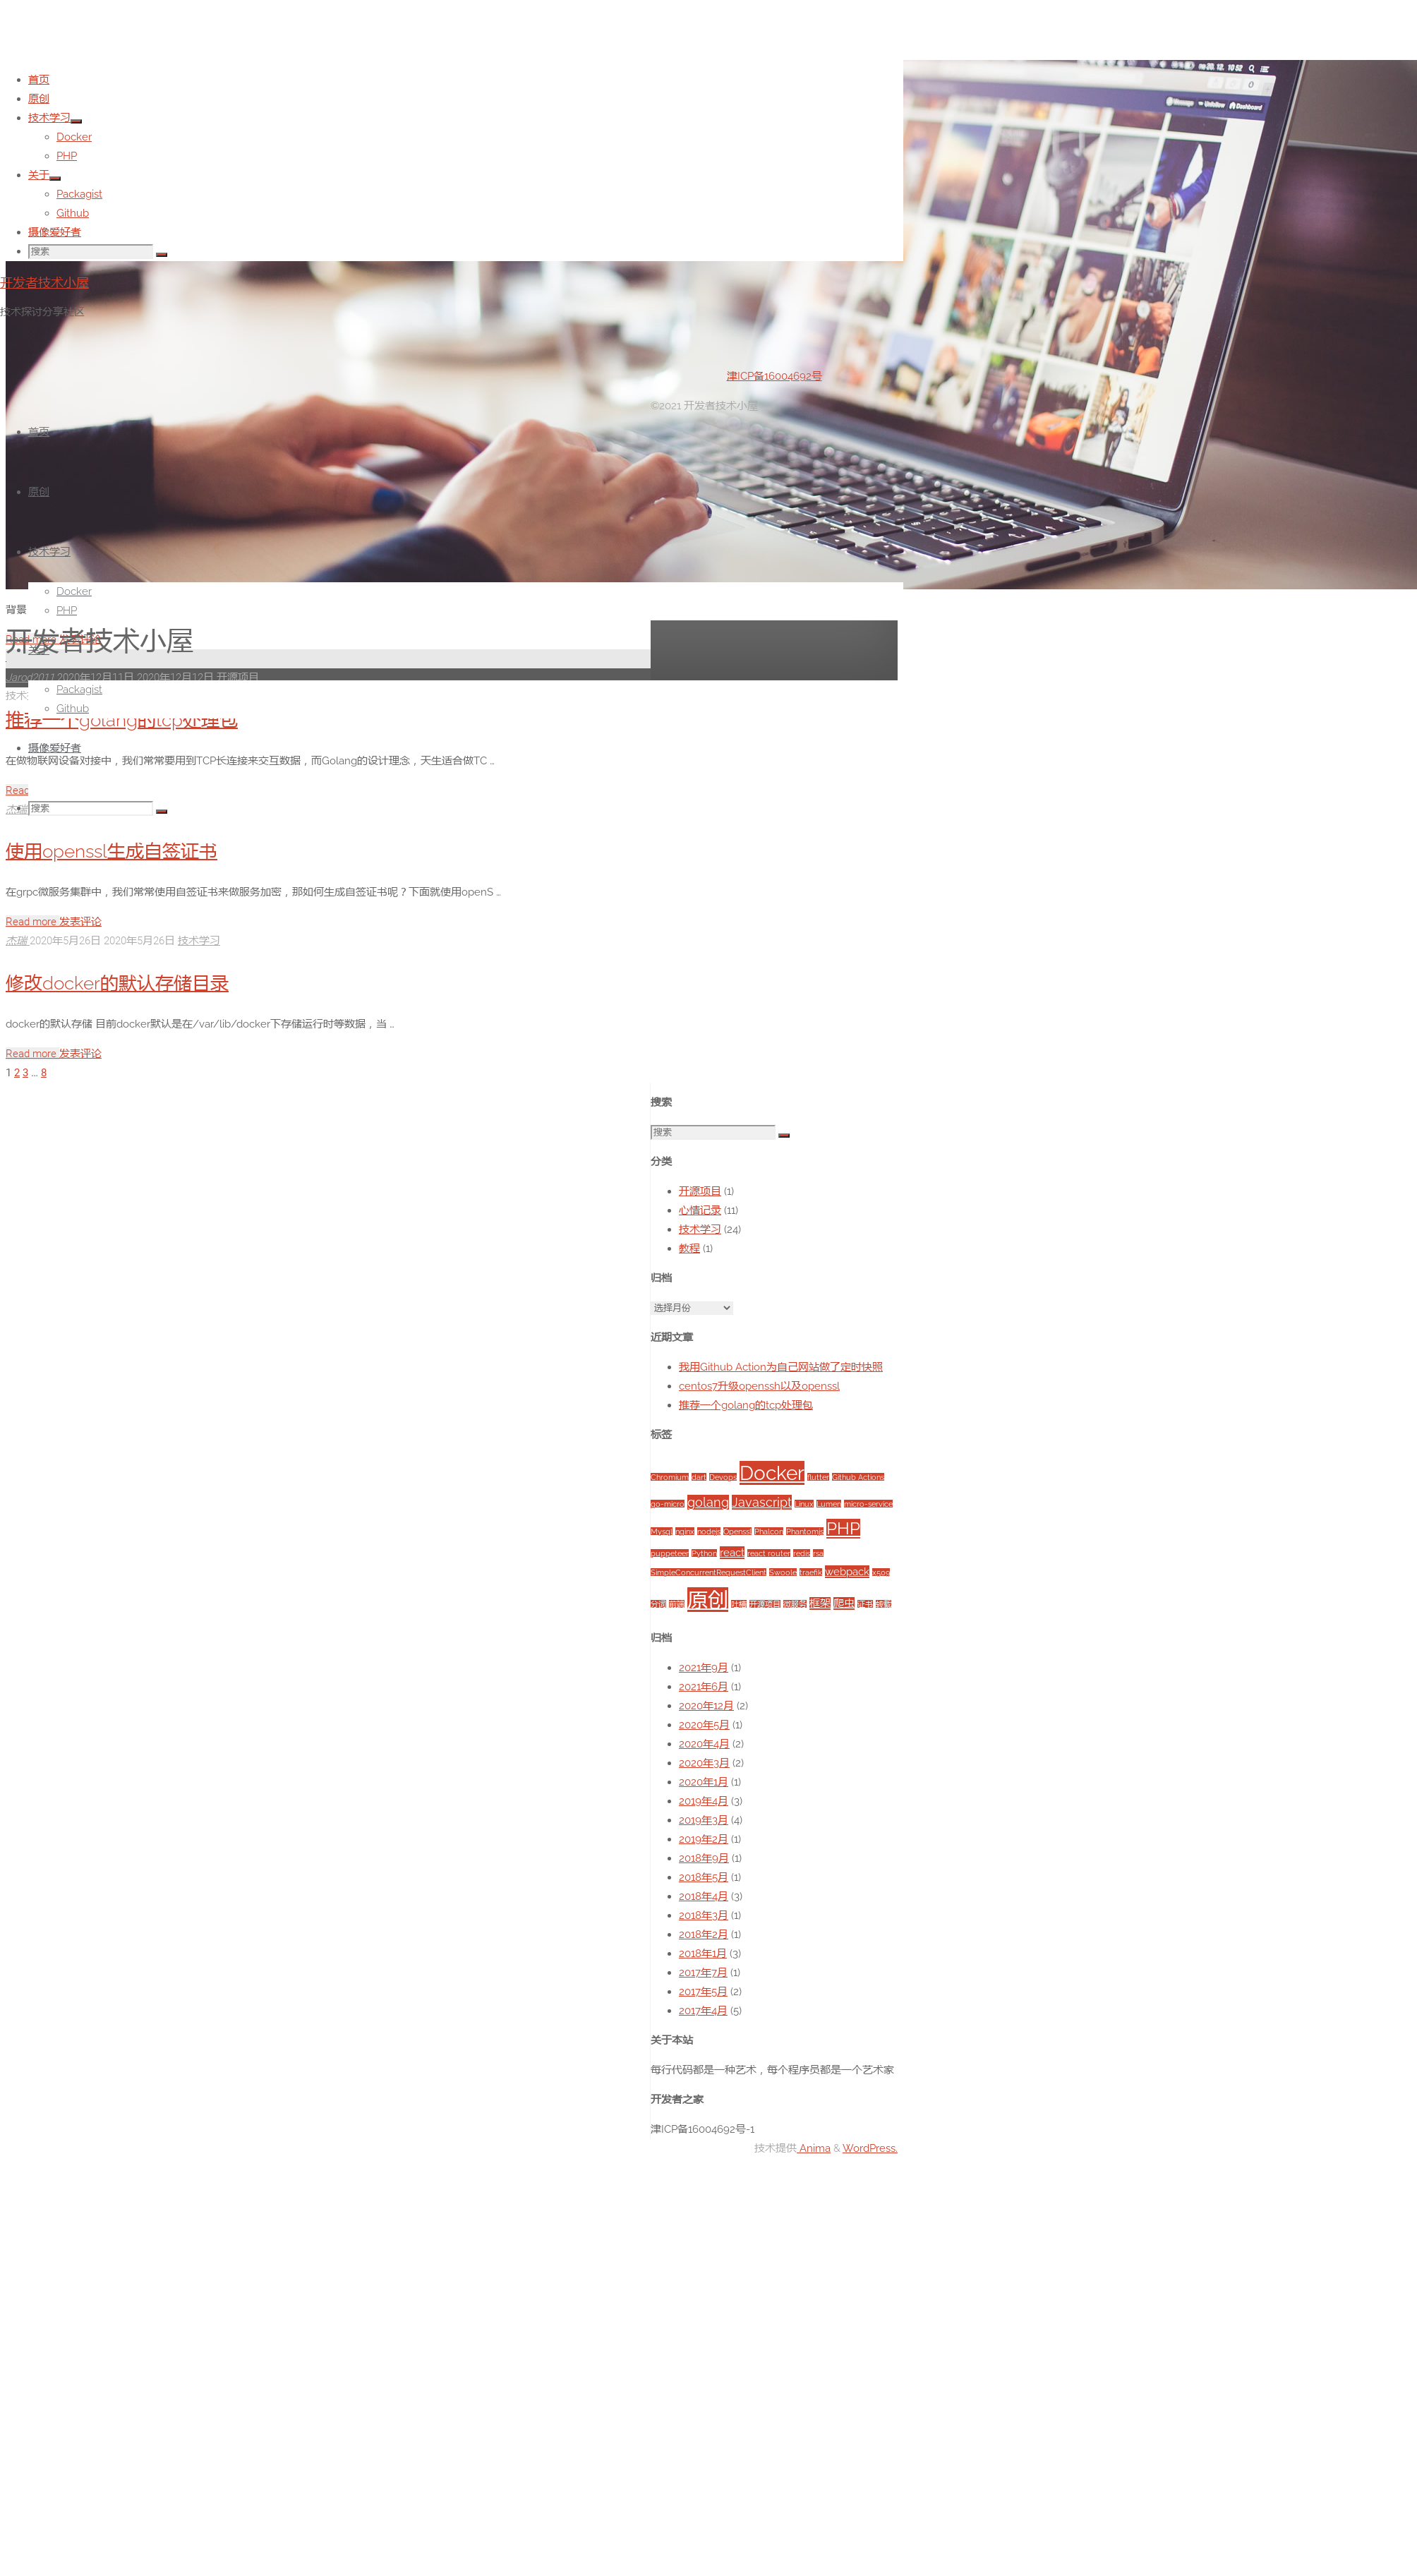 首页
原创
技术学习
Docker
PHP
关于
Packagist
Github
摄像爱好者
搜索
开发者技术小屋
技术探讨分享社区
津ICP备16004692号
©2021 开发者技术小屋
首页
原创
技术学习
Docker
PHP
背景
开发者技术小屋
Read more 发表评论
关于
Jarod2011 2020年12月11日 2020年12月12日 开源项目
Packagist
技术
Github
推荐一个golang的tcp处理包
摄像爱好者
在做物联网设备对接中，我们常常要用到TCP长连接来交互数据，而Golang的设计理念，天生适合做TC …
Read
杰瑞 搜索
使用openssl生成自签证书
在grpc微服务集群中，我们常常使用自签证书来做服务加密，那如何生成自签证书呢？下面就使用openS …
Read more 发表评论
杰瑞 2020年5月26日 2020年5月26日 技术学习
修改docker的默认存储目录
docker的默认存储 目前docker默认是在/var/lib/docker下存储运行时等数据，当 …
Read more 发表评论
1 2 3 … 8
搜索
搜索
分类
开源项目 (1)
心情记录 (11)
技术学习 (24)
教程 (1)
归档
选择月份
近期文章
我用Github Action为自己网站做了定时快照
centos7升级openssh以及openssl
推荐一个golang的tcp处理包
标签
Chromium dart Devops Docker flutter Github Actions
go-micro golang Javascript Linux Lumen micro-service
Mysql nginx nodejs Openssl Phalcon Phantomjs PHP
puppeteer Python react react router redis rsa
SimpleConcurrentRequestClient Swoole traefik webpack x509
分词 前端 原创 吐槽 开源项目 微服务 框架 爬虫 证书 转载
归档
2021年9月 (1)
2021年6月 (1)
2020年12月 (2)
2020年5月 (1)
2020年4月 (2)
2020年3月 (2)
2020年1月 (1)
2019年4月 (3)
2019年3月 (4)
2019年2月 (1)
2018年9月 (1)
2018年5月 (1)
2018年4月 (3)
2018年3月 (1)
2018年2月 (1)
2018年1月 (3)
2017年7月 (1)
2017年5月 (2)
2017年4月 (5)
关于本站
每行代码都是一种艺术，每个程序员都是一个艺术家
开发者之家
津ICP备16004692号-1
技术提供 Anima & WordPress.